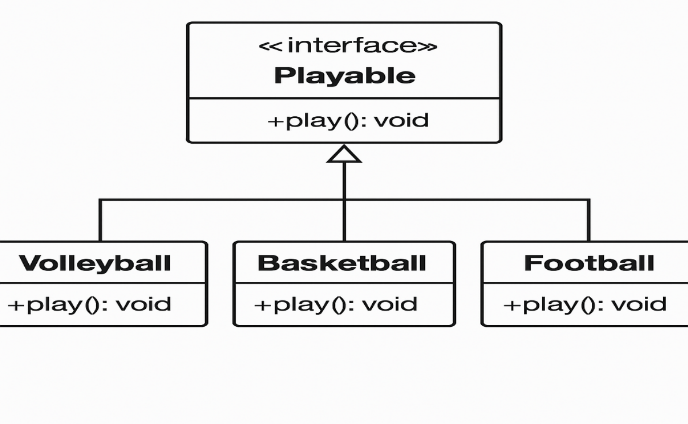 «interface»
Playable
+play(): void
Volleyball
+play(): void
Basketball
+play(): void
Football
+play(): void